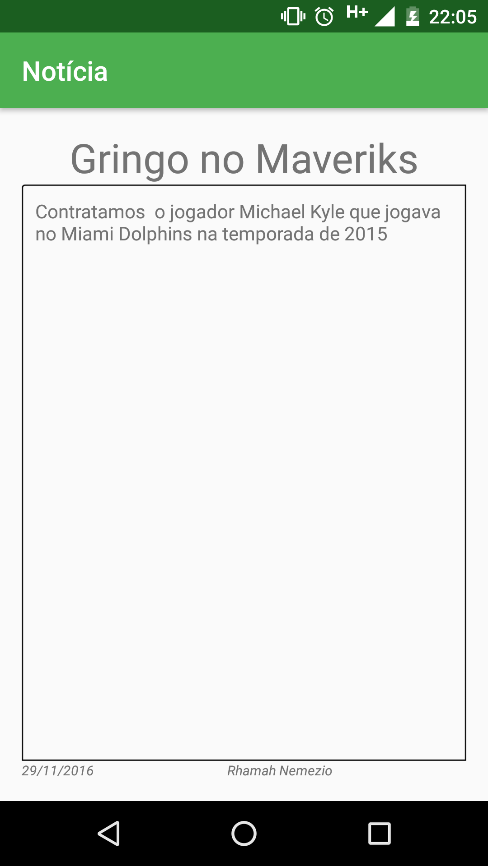 H+ 22:05
Notícia
Gringo no Maveriks
Contratamos  o jogador Michael Kyle que jogava
no Miami Dolphins na temporada de 2015
29/11/2016 Rhamah Nemezio